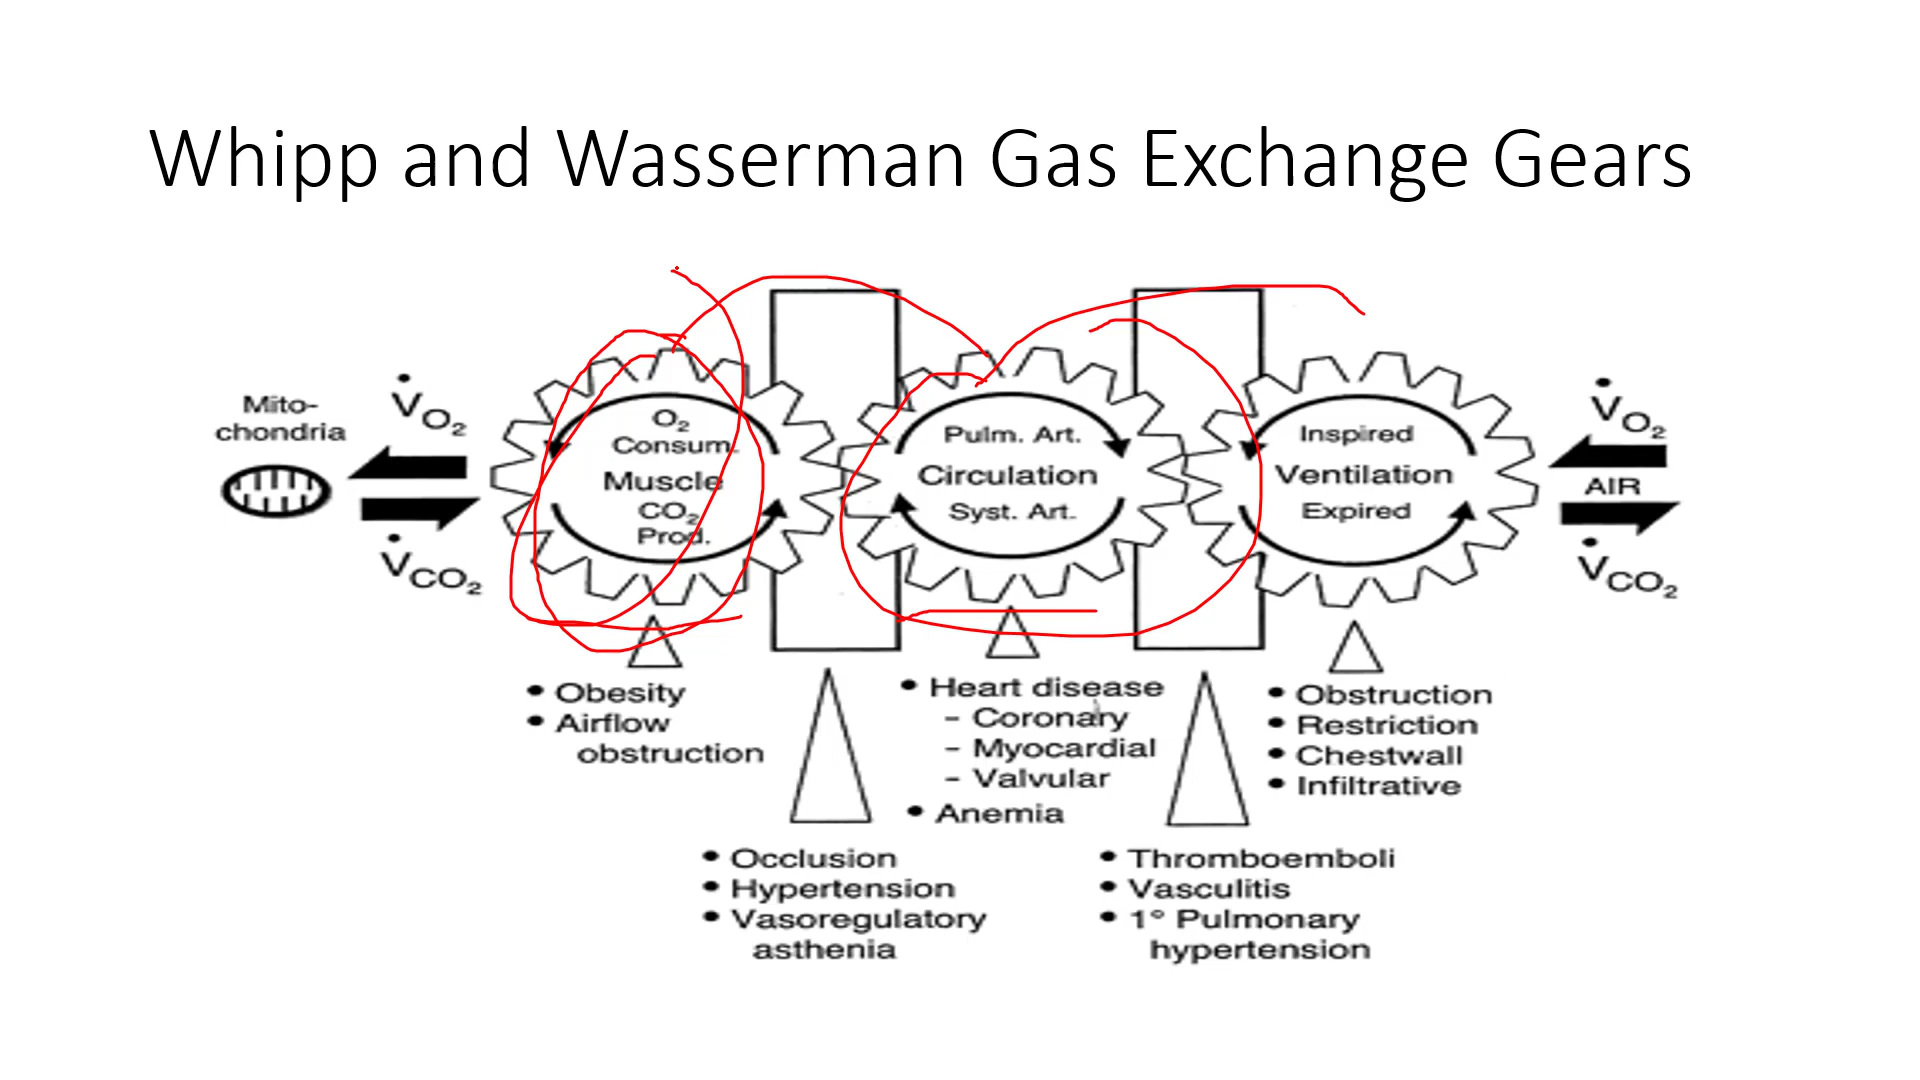 Whipp and Wasserman Gas Exchange Gears
Mito-
chondria
V̇O₂
V̇CO₂
O₂
Consum.
Muscle
CO₂
Prod.
Pulm. Art.
Circulation
Syst. Art.
Inspired
Ventilation
Expired
V̇O₂
AIR
V̇CO₂
• Obesity
• Airflow
obstruction
• Occlusion
• Hypertension
• Vasoregulatory
asthenia
• Heart disease
– Coronary
– Myocardial
– Valvular
• Anemia
• Thromboemboli
• Vasculitis
• 1° Pulmonary
hypertension
• Obstruction
• Restriction
• Chestwall
• Infiltrative